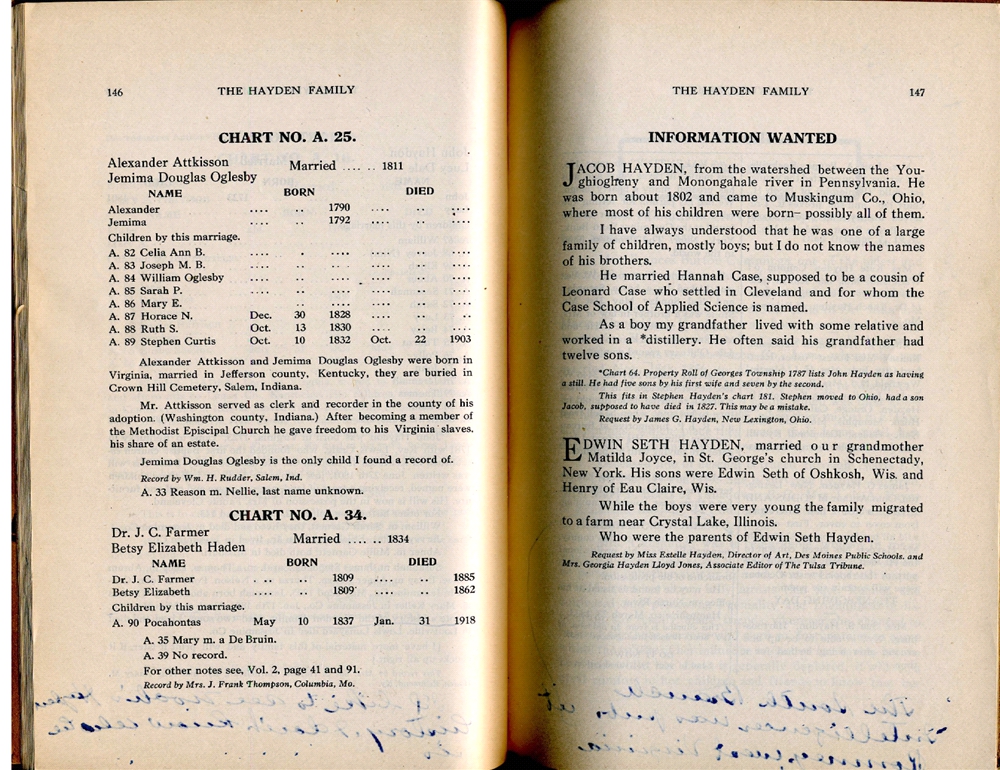 146 THE HAYDEN FAMILY
CHART NO. A. 25.
Alexander Attkisson
Married .... .. 1811
Jemima Douglas Oglesby
NAME BORN DIED
Alexander .... .. 1790 .... .. ....
Jemima .... .. 1792 .... .. ....
Children by this marriage.
A. 82 Celia Ann B. .... . .... .... .. ....
A. 83 Joseph M. B. .... .. .. . .... .. ....
A. 84 William Oglesby .... .. .... .... .. ....
A. 85 Sarah P. .... .. .... .... .. ....
A. 86 Mary E. .. .... .... .. ....
A. 87 Horace N. Dec. 30 1828 .... .. ..
A. 88 Ruth S. Oct. 13 1830 .... .. ....
A. 89 Stephen Curtis Oct. 10 1832 Oct. 22 1903
Alexander Attkisson and Jemima Douglas Oglesby were born in
Virginia, married in Jefferson county, Kentucky, they are buried in
Crown Hill Cemetery, Salem, Indiana.
Mr. Attkisson served as clerk and recorder in the county of his
adoption. (Washington county, Indiana.) After becoming a member of
the Methodist Episcipal Church he gave freedom to his Virginia slaves,
his share of an estate.
Jemima Douglas Oglesby is the only child I found a record of.
Record by Wm. H. Rudder, Salem, Ind.
A. 33 Reason m. Nellie, last name unknown.
CHART NO. A. 34.
Dr. J. C. Farmer
Married ... .. 1834
Betsy Elizabeth Haden
NAME BORN DIED
Dr. J. C. Farmer . .. .. 1809 .... .. 1885
Betsy Elizabeth .... .. 1809 .... .. 1862
Children by this marriage.
A. 90 Pocahontas May 10 1837 Jan. 31 1918
A. 35 Mary m. a De Bruin.
A. 39 No record.
For other notes see, Vol. 2, page 41 and 91.
Record by Mrs. J. Frank Thompson, Columbia, Mo.
THE HAYDEN FAMILY 147
INFORMATION WANTED
JACOB HAYDEN, from the watershed between the You-
ghiogheny and Monongahale river in Pennsylvania. He
was born about 1802 and came to Muskingum Co., Ohio,
where most of his children were born– possibly all of them.
I have always understood that he was one of a large
family of children, mostly boys; but I do not know the names
of his brothers.
He married Hannah Case, supposed to be a cousin of
Leonard Case who settled in Cleveland and for whom the
Case School of Applied Science is named.
As a boy my grandfather lived with some relative and
worked in a *distillery. He often said his grandfather had
twelve sons.
*Chart 64. Property Roll of Georges Township 1787 lists John Hayden as having
a still. He had five sons by his first wife and seven by the second.
This fits in Stephen Hayden's chart 181. Stephen moved to Ohio, had a son
Jacob, supposed to have died in 1827. This may be a mistake.
Request by James G. Hayden, New Lexington, Ohio.
EDWIN SETH HAYDEN, married our grandmother
Matilda Joyce, in St. George's church in Schenectady,
New York. His sons were Edwin Seth of Oshkosh, Wis. and
Henry of Eau Claire, Wis.
While the boys were very young the family migrated
to a farm near Crystal Lake, Illinois.
Who were the parents of Edwin Seth Hayden.
Request by Miss Estelle Hayden, Director of Art, Des Moines Public Schools, and
Mrs. Georgia Hayden Lloyd Jones, Associate Editor of The Tulsa Tribune.